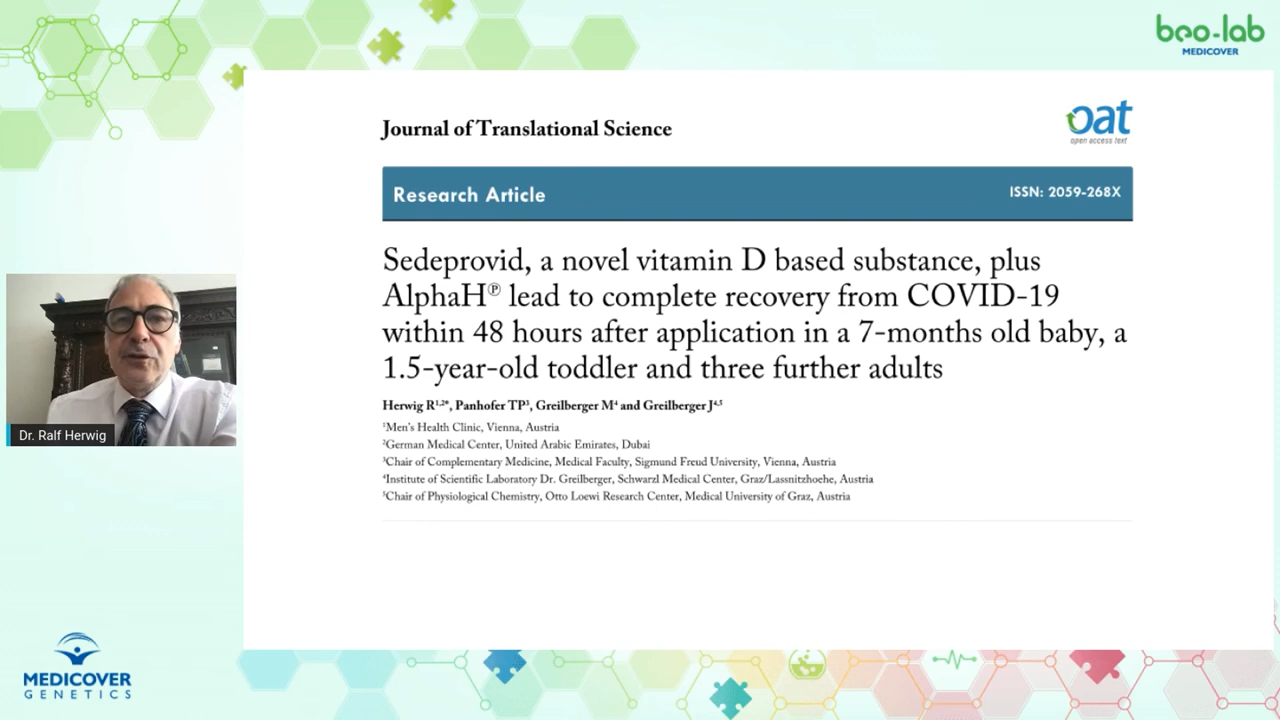 beo-lab
MEDICOVER
Journal of Translational Science
oat
open access text
Research Article
ISSN: 2059-268X
Sedeprovid, a novel vitamin D based substance, plus
AlphaH℗ lead to complete recovery from COVID-19
within 48 hours after application in a 7-months old baby, a
1.5-year-old toddler and three further adults
Herwig R¹,²*, Panhofer TP³, Greilberger M⁴ and Greilberger J⁴,⁵
¹Men's Health Clinic, Vienna, Austria
²German Medical Center, United Arabic Emirates, Dubai
³Chair of Complementary Medicine, Medical Faculty, Sigmund Freud University, Vienna, Austria
⁴Institute of Scientific Laboratory Dr. Greilberger, Schwarzl Medical Center, Graz/Lassnitzhoehe, Austria
⁵Chair of Physiological Chemistry, Otto Loewi Research Center, Medical University of Graz, Austria
Dr. Ralf Herwig
MEDICOVER
GENETICS